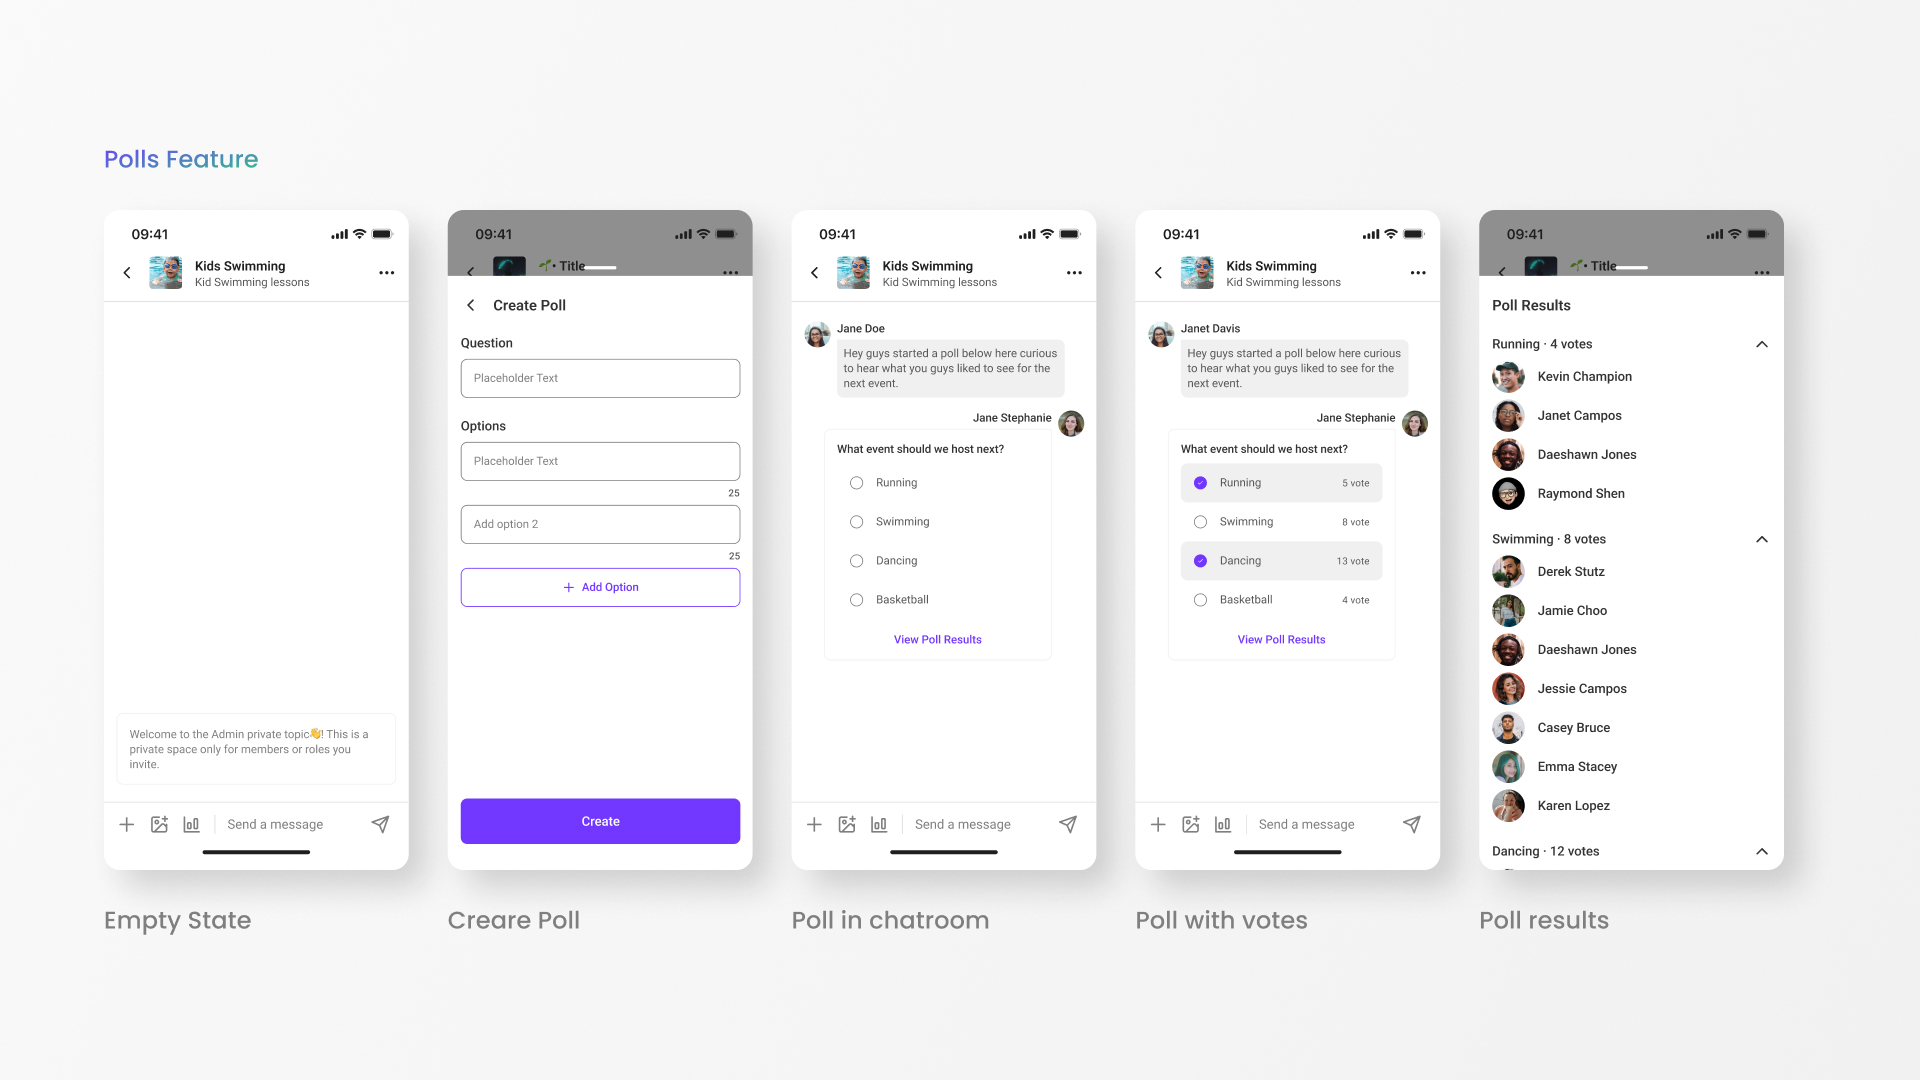 Polls Feature
09:41
Kids Swimming
Kid Swimming lessons
Welcome to the Admin private topic👋! This is a
private space only for members or roles you
invite.
Send a message
Empty State
09:41
🌱• Title
Create Poll
Question
Placeholder Text
Options
Placeholder Text
25
Add option 2
25
+ Add Option
Create
Creare Poll
09:41
Kids Swimming
Kid Swimming lessons
Jane Doe
Hey guys started a poll below here curious
to hear what you guys liked to see for the
next event.
Jane Stephanie
What event should we host next?
Running
Swimming
Dancing
Basketball
View Poll Results
Send a message
Poll in chatroom
09:41
Kids Swimming
Kid Swimming lessons
Janet Davis
Hey guys started a poll below here curious
to hear what you guys liked to see for the
next event.
Jane Stephanie
What event should we host next?
Running 5 vote
Swimming 8 vote
Dancing 13 vote
Basketball 4 vote
View Poll Results
Send a message
Poll with votes
09:41
🌱• Title
Poll Results
Running · 4 votes
Kevin Champion
Janet Campos
Daeshawn Jones
Raymond Shen
Swimming · 8 votes
Derek Stutz
Jamie Choo
Daeshawn Jones
Jessie Campos
Casey Bruce
Emma Stacey
Karen Lopez
Dancing · 12 votes
Poll results